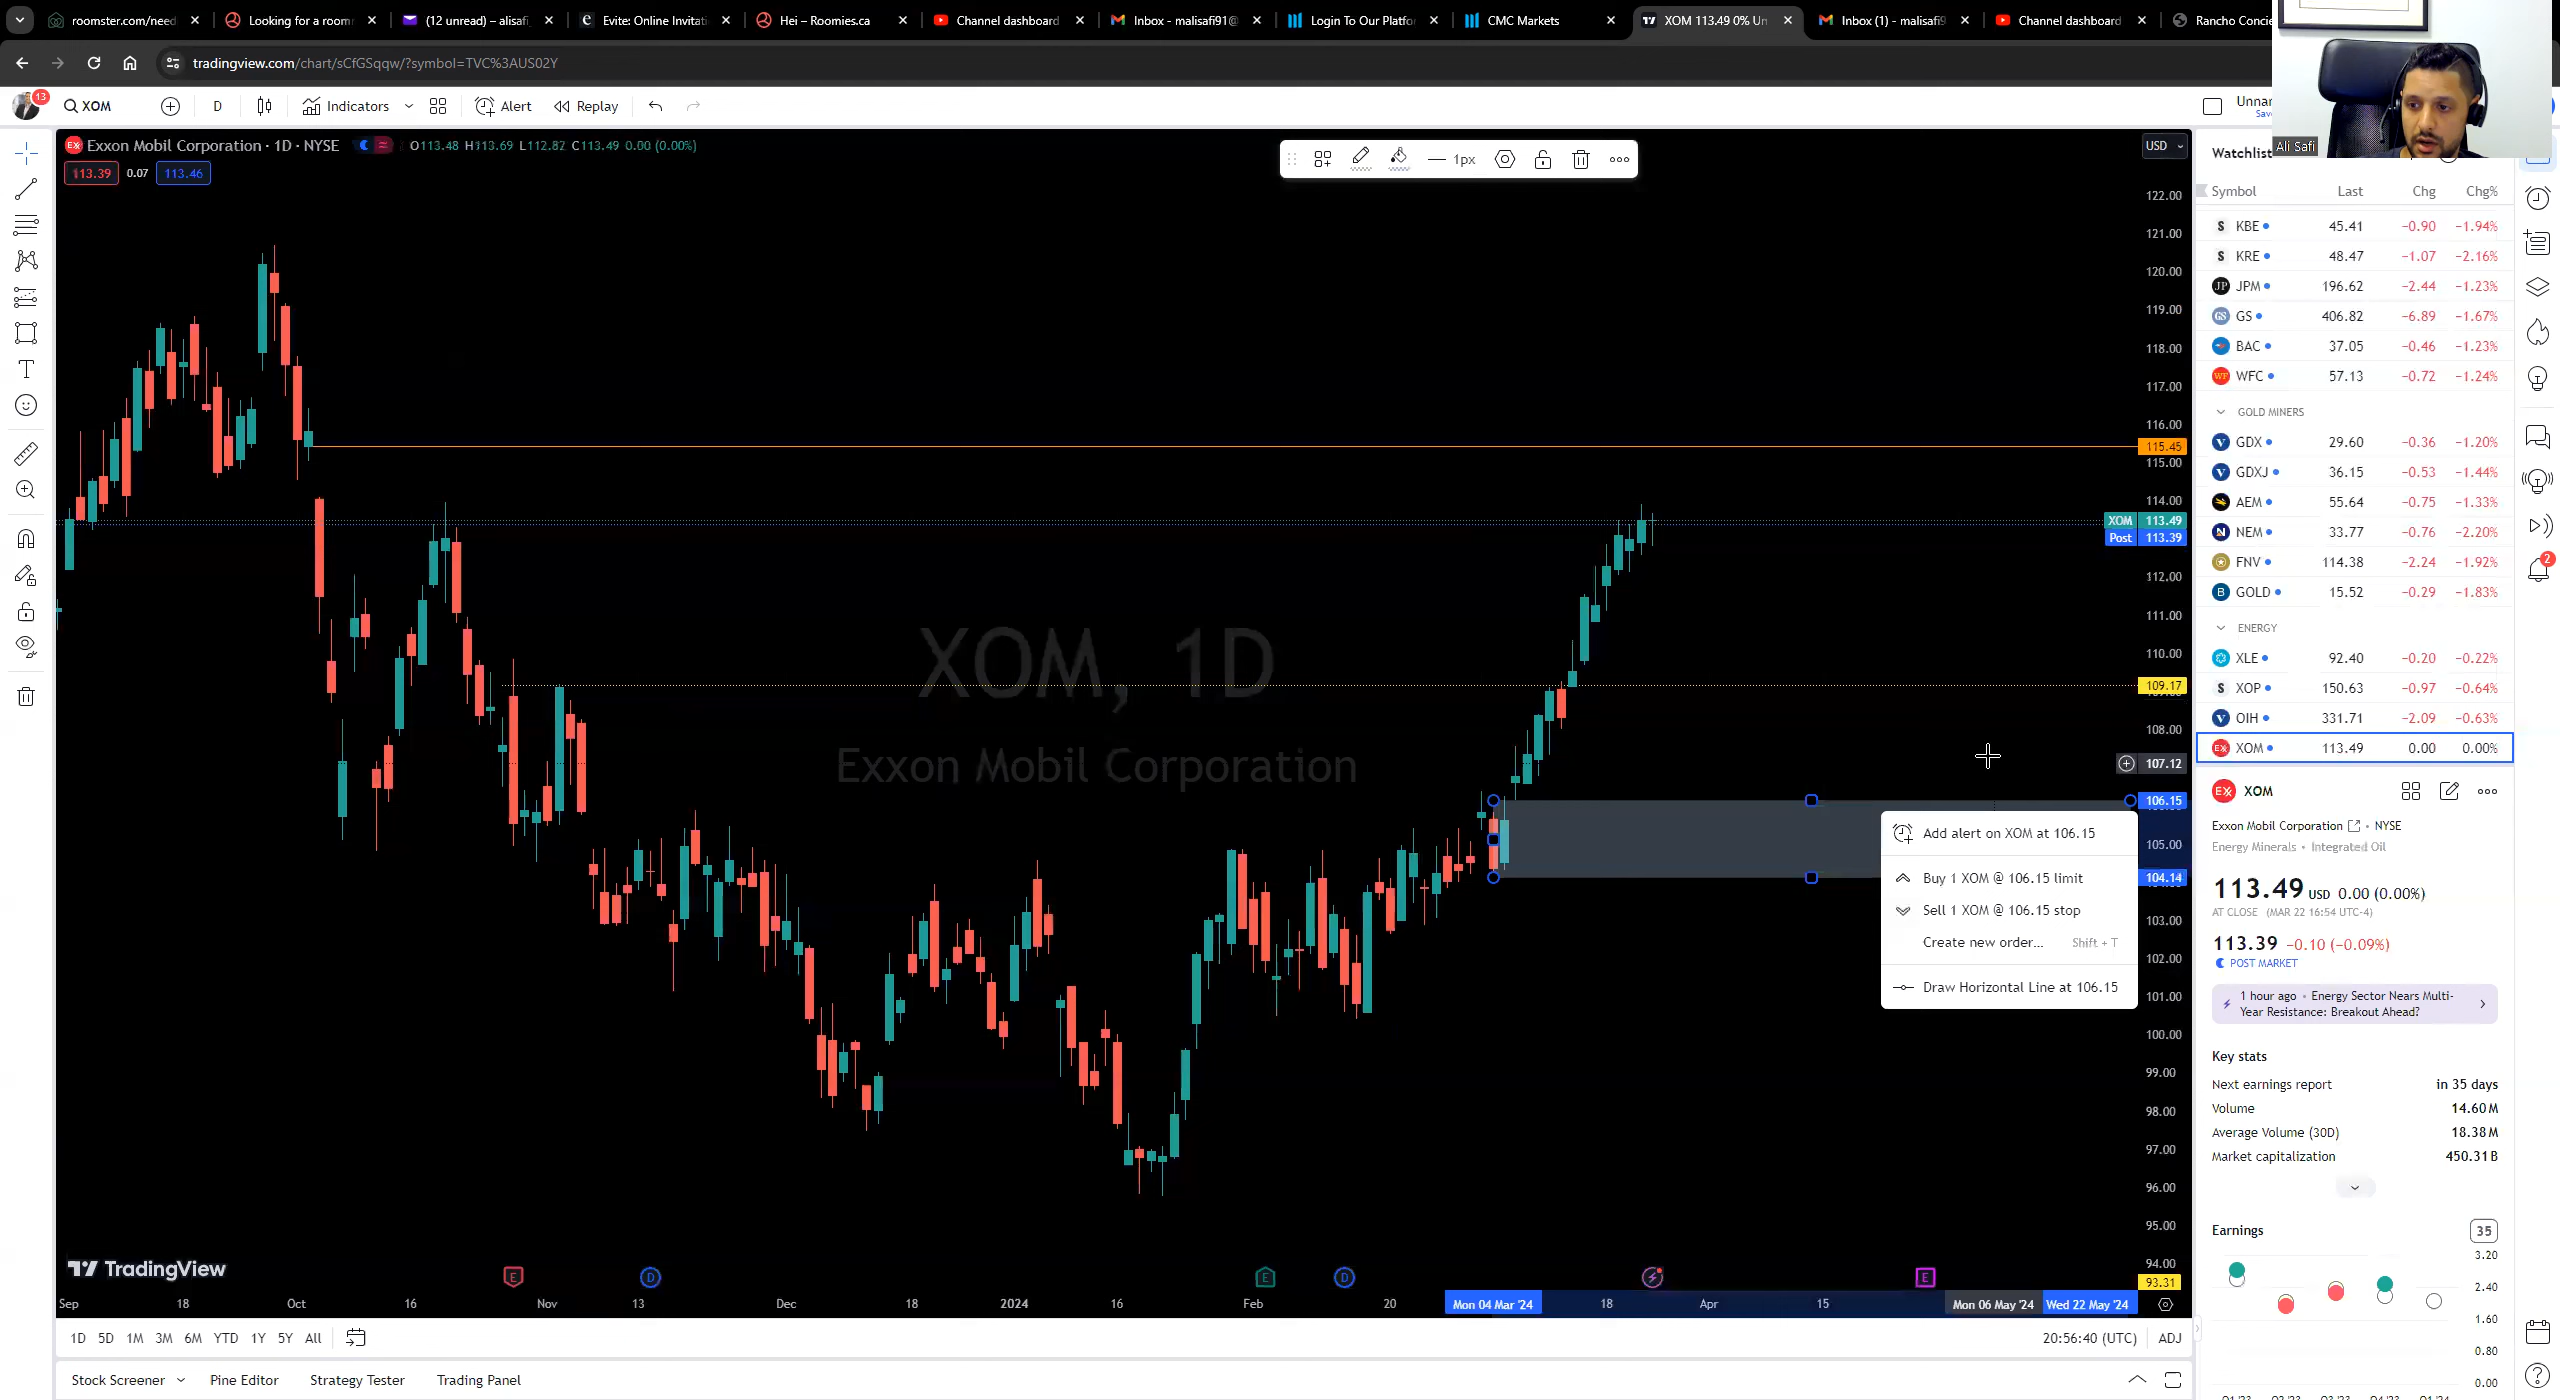 roomster.com/need
Looking for a room
(12 unread) – alisafi
Evite: Online Invitati
Hei – Roomies.ca
Channel dashboard
Inbox - malisafi91@
Login To Our Platfo
CMC Markets
XOM 113.49 0% Un
Inbox (1) - malisafi9
Channel dashboard
Rancho Concie
tradingview.com/chart/sCfGSqqw/?symbol=TVC%3AUS02Y
13
XOM
D
Indicators
Alert
Replay
Unnar
Save
Ali Safi
Exxon Mobil Corporation · 1D · NYSE
O113.48 H113.69 L112.82 C113.49 0.00 (0.00%)
113.39 0.07 113.46
1px
USD
122.00
121.00
120.00
119.00
118.00
117.00
116.00
115.45
115.00
114.00
XOM 113.49
Post 113.39
112.00
111.00
110.00
109.17
108.00
107.12
106.15
105.00
104.14
103.00
102.00
101.00
100.00
99.00
98.00
97.00
96.00
95.00
94.00
93.31
XOM, 1D
Exxon Mobil Corporation
Add alert on XOM at 106.15
Buy 1 XOM @ 106.15 limit
Sell 1 XOM @ 106.15 stop
Create new order... Shift + T
Draw Horizontal Line at 106.15
TradingView
E D E D E
Sep 18 Oct 16 Nov 13 Dec 18 2024 16 Feb 20 Mon 04 Mar '24 18 Apr 15 Mon 06 May '24 Wed 22 May '24
1D 5D 1M 3M 6M YTD 1Y 5Y All
20:56:40 (UTC) ADJ
Stock Screener Pine Editor Strategy Tester Trading Panel
Watchlist
Symbol Last Chg Chg%
KBE 45.41 −0.90 −1.94%
KRE 48.47 −1.07 −2.16%
JPM 196.62 −2.44 −1.23%
GS 406.82 −6.89 −1.67%
BAC 37.05 −0.46 −1.23%
WFC 57.13 −0.72 −1.24%
GOLD MINERS
GDX 29.60 −0.36 −1.20%
GDXJ 36.15 −0.53 −1.44%
AEM 55.64 −0.75 −1.33%
NEM 33.77 −0.76 −2.20%
FNV 114.38 −2.24 −1.92%
GOLD 15.52 −0.29 −1.83%
ENERGY
XLE 92.40 −0.20 −0.22%
XOP 150.63 −0.97 −0.64%
OIH 331.71 −2.09 −0.63%
XOM 113.49 0.00 0.00%
XOM
Exxon Mobil Corporation • NYSE
Energy Minerals • Integrated Oil
113.49 USD 0.00 (0.00%)
AT CLOSE (MAR 22 16:54 UTC-4)
113.39 −0.10 (−0.09%)
POST MARKET
1 hour ago • Energy Sector Nears Multi-
Year Resistance: Breakout Ahead?
Key stats
Next earnings report in 35 days
Volume 14.60M
Average Volume (30D) 18.38M
Market capitalization 450.31B
Earnings 35
3.20
2.40
1.60
0.80
0.00
2